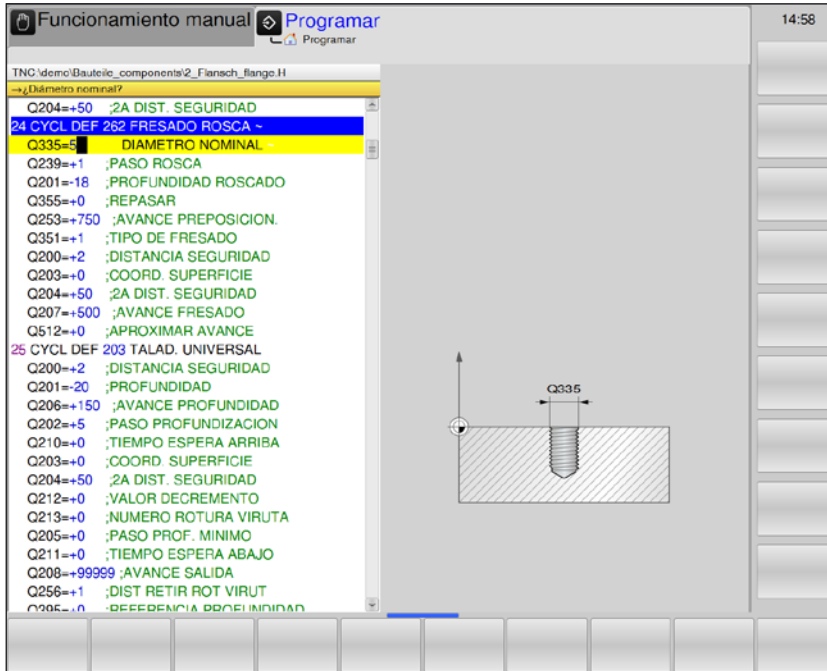 Funcionamiento manual
Programar
14:58
Programar
TNC:\demo\Bauteile_components\2_Flansch_flange.H
→¿Diámetro nominal?
Q204=+50 ;2A DIST. SEGURIDAD
24 CYCL DEF 262 FRESADO ROSCA ~
Q335=5 DIAMETRO NOMINAL ~
Q239=+1 ;PASO ROSCA
Q201=-18 ;PROFUNDIDAD ROSCADO
Q355=+0 ;REPASAR
Q253=+750 ;AVANCE PREPOSICION.
Q351=+1 ;TIPO DE FRESADO
Q200=+2 ;DISTANCIA SEGURIDAD
Q203=+0 ;COORD. SUPERFICIE
Q204=+50 ;2A DIST. SEGURIDAD
Q207=+500 ;AVANCE FRESADO
Q512=+0 ;APROXIMAR AVANCE
25 CYCL DEF 203 TALAD. UNIVERSAL
Q200=+2 ;DISTANCIA SEGURIDAD
Q201=-20 ;PROFUNDIDAD
Q206=+150 ;AVANCE PROFUNDIDAD
Q202=+5 ;PASO PROFUNDIZACION
Q210=+0 ;TIEMPO ESPERA ARRIBA
Q203=+0 ;COORD. SUPERFICIE
Q204=+50 ;2A DIST. SEGURIDAD
Q212=+0 ;VALOR DECREMENTO
Q213=+0 ;NUMERO ROTURA VIRUTA
Q205=+0 ;PASO PROF. MINIMO
Q211=+0 ;TIEMPO ESPERA ABAJO
Q208=+99999 ;AVANCE SALIDA
Q256=+1 ;DIST RETIR ROT VIRUT
Q395=+0 ;REFERENCIA PROFUNDIDAD
Q335